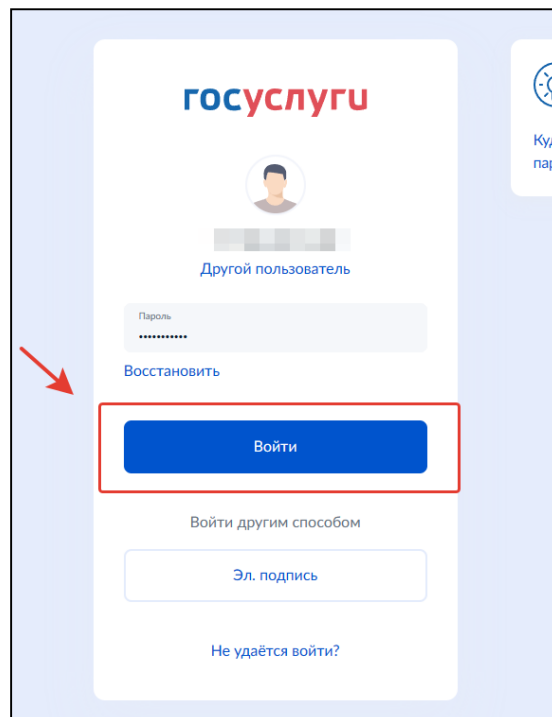 госуслуги
Другой пользователь
Пароль
•••••••••••
Восстановить
Войти
Войти другим способом
Эл. подпись
Не удаётся войти?